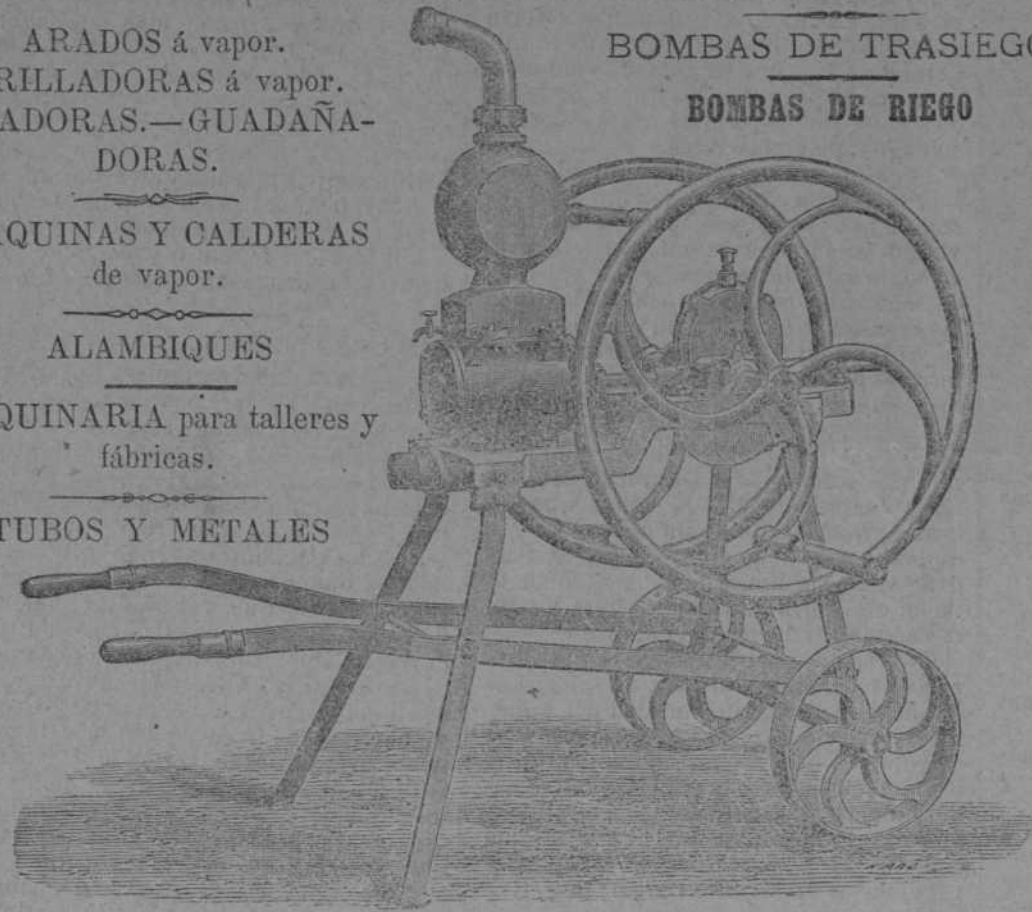 ARADOS á vapor.
RILLADORAS á vapor.
ADORAS.—GUADAÑA-
DORAS.
QUINAS Y CALDERAS
de vapor.
ALAMBIQUES
QUINARIA para talleres y
fábricas.
TUBOS Y METALES
BOMBAS DE TRASIEGO
BOMBAS DE RIEGO